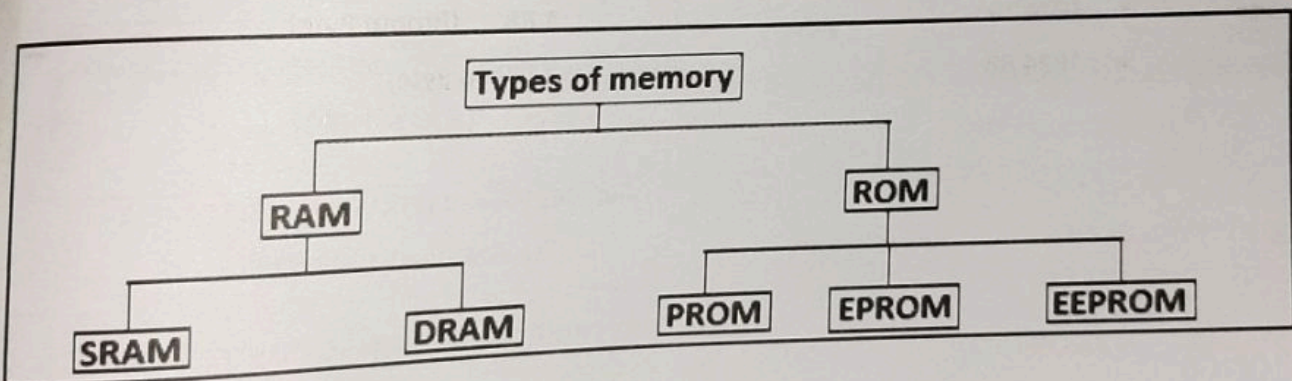 Types of memory
RAM
ROM
SRAM
DRAM
PROM
EPROM
EEPROM